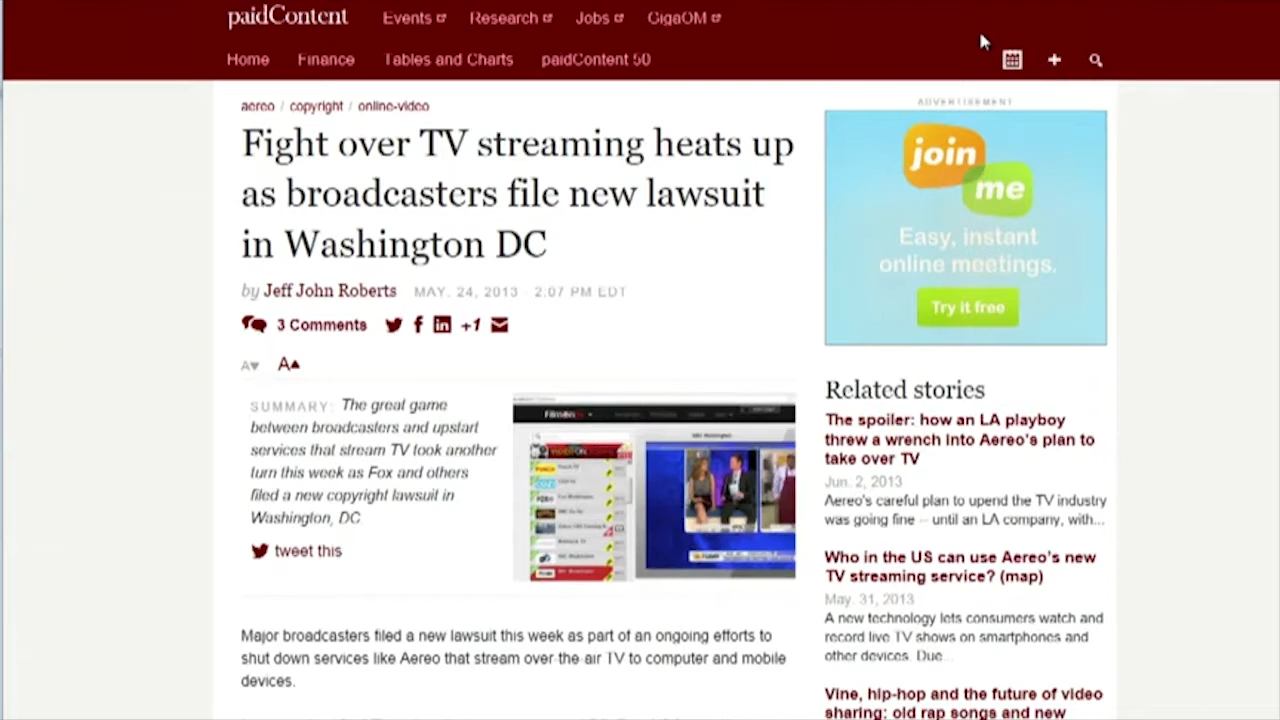 paidContent
Events
Research
Jobs
GigaOM
Home
Finance
Tables and Charts
paidContent 50
aereo / copyright / online-video
Fight over TV streaming heats up
as broadcasters file new lawsuit
in Washington DC
by Jeff John Roberts MAY. 24, 2013 - 2:07 PM EDT
3 Comments
+1
A▼ A▲
SUMMARY: The great game
between broadcasters and upstart
services that stream TV took another
turn this week as Fox and others
filed a new copyright lawsuit in
Washington, DC
tweet this
Major broadcasters filed a new lawsuit this week as part of an ongoing efforts to
shut down services like Aereo that stream over-the-air TV to computer and mobile
devices.
ADVERTISEMENT
join
me
Easy, instant
online meetings.
Try it free
Related stories
The spoiler: how an LA playboy
threw a wrench into Aereo's plan to
take over TV
Jun. 2, 2013
Aereo's careful plan to upend the TV industry
was going fine -- until an LA company, with...
Who in the US can use Aereo's new
TV streaming service? (map)
May. 31, 2013
A new technology lets consumers watch and
record live TV shows on smartphones and
other devices. Due...
Vine, hip-hop and the future of video
sharing: old rap songs and new